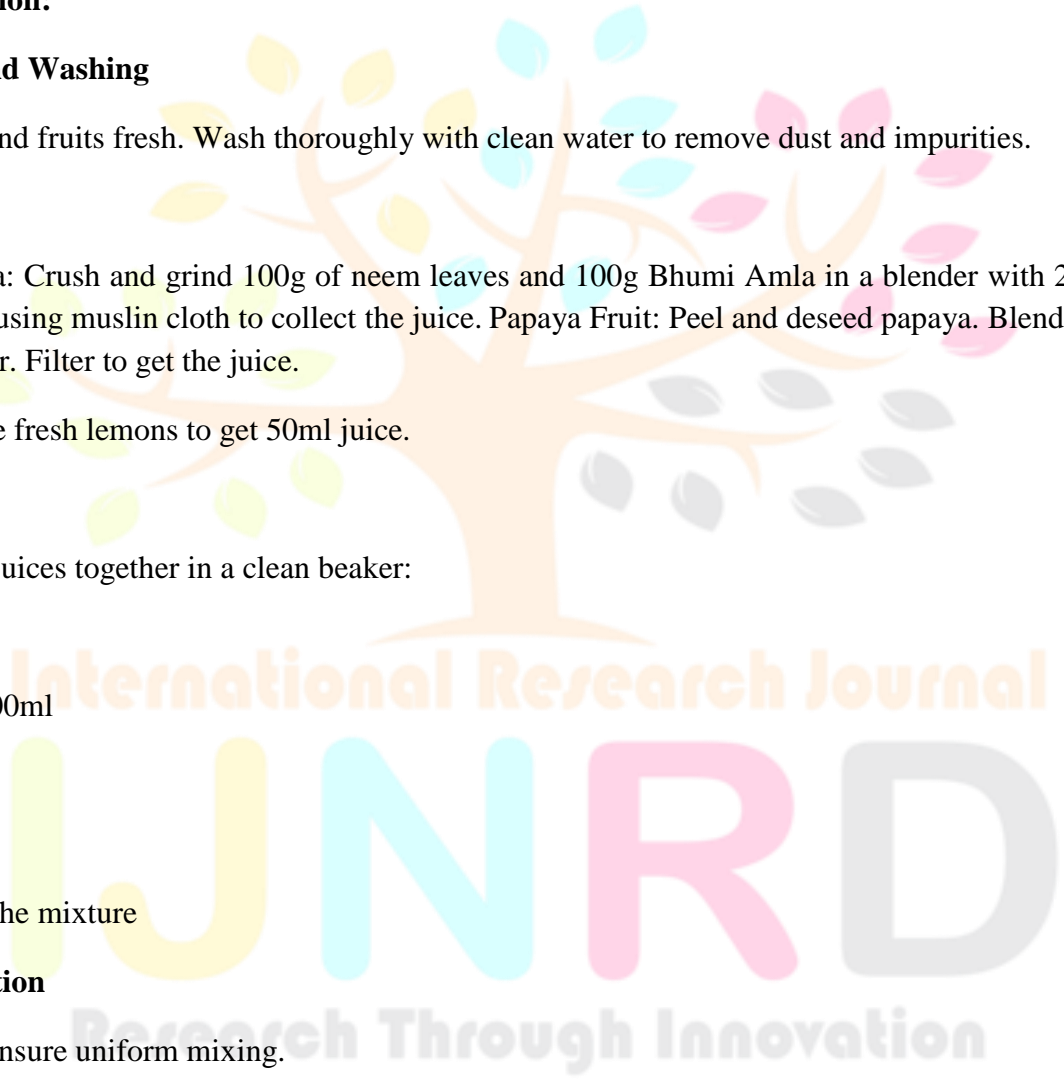 nd Washing
nd fruits fresh. Wash thoroughly with clean water to remove dust and impurities.
a: Crush and grind 100g of neem leaves and 100g Bhumi Amla in a blender with 2
using muslin cloth to collect the juice. Papaya Fruit: Peel and deseed papaya. Blend
r. Filter to get the juice.
e fresh lemons to get 50ml juice.
uices together in a clean beaker:
International Research Journal
00ml
IJNRD
he mixture
tion
Research Through Innovation
nsure uniform mixing.